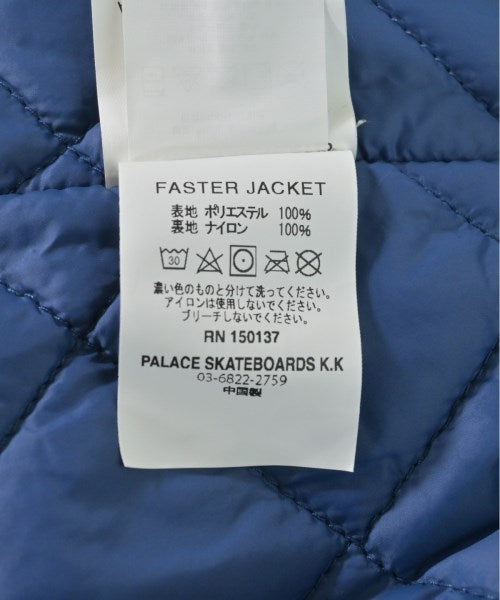 FASTER JACKET
表地 ポリエステル 100%
裏地 ナイロン 100%
30
濃い色のものと分けて洗ってください。
アイロンは使用しないでください。
ブリーチしないでください。
RN 150137
PALACE SKATEBOARDS K.K
03-6822-2759
中国製